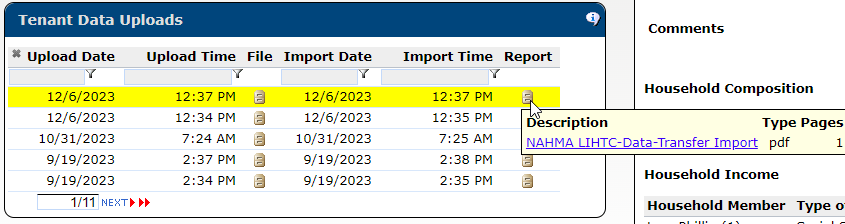 Tenant Data Uploads
Upload Date Upload Time File Import Date Import Time Report
12/6/2023 12:37 PM 12/6/2023 12:37 PM
12/6/2023 12:34 PM 12/6/2023 12:35 PM
10/31/2023 7:24 AM 10/31/2023 7:25 AM
9/19/2023 2:37 PM 9/19/2023 2:38 PM
9/19/2023 2:34 PM 9/19/2023 2:35 PM
1/11 NEXT
Description Type Pages
NAHMA LIHTC-Data-Transfer Import pdf 1
Comments
Household Composition
Household Income
Household Member Type o